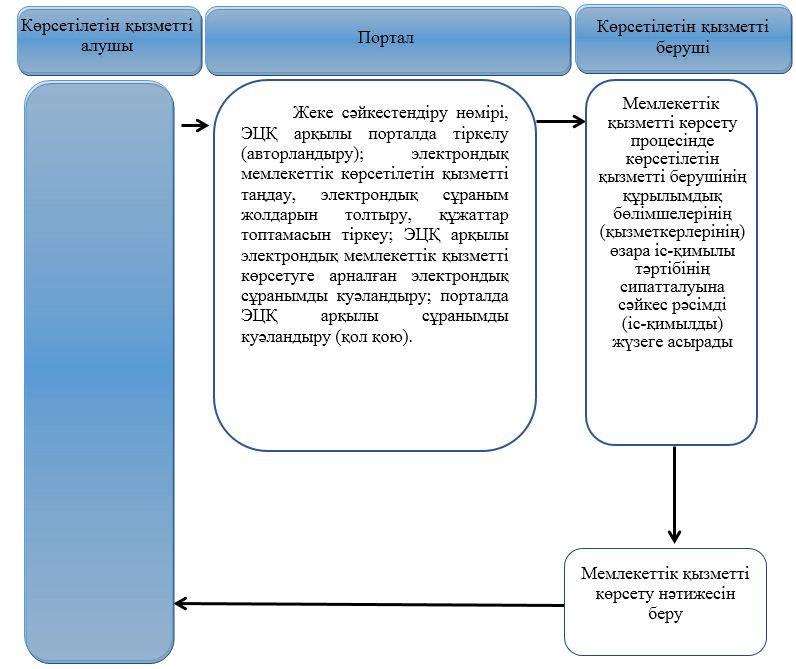 Көрсетілетін қызметті
алушы
Портал
Көрсетілетін қызметті
беруші
Жеке сәйкестендіру нөмірі,
ЭЦҚ арқылы порталда тіркелу
(авторландыру); электрондық
мемлекеттік көрсетілетін қызметті
таңдау, электрондық сұраным
жолдарын толтыру, құжаттар
топтамасын тіркеу; ЭЦҚ арқылы
электрондық мемлекеттік қызметті
көрсетуге арналған электрондық
сұранымды куәландыру; порталда
ЭЦҚ арқылы сұранымды
куәландыру (қол қою).
Мемлекеттік
қызметті көрсету
процесінде
көрсетілетін
қызметті берушінің
құрылымдық
бөлімшелерінің
(қызметкерлерінің)
өзара іс-қимылы
тәртібінің
сипатталуына
сәйкес рәсімді
(іс-қимылды)
жүзеге асырады
Мемлекеттік қызметті
көрсету нәтижесін
беру